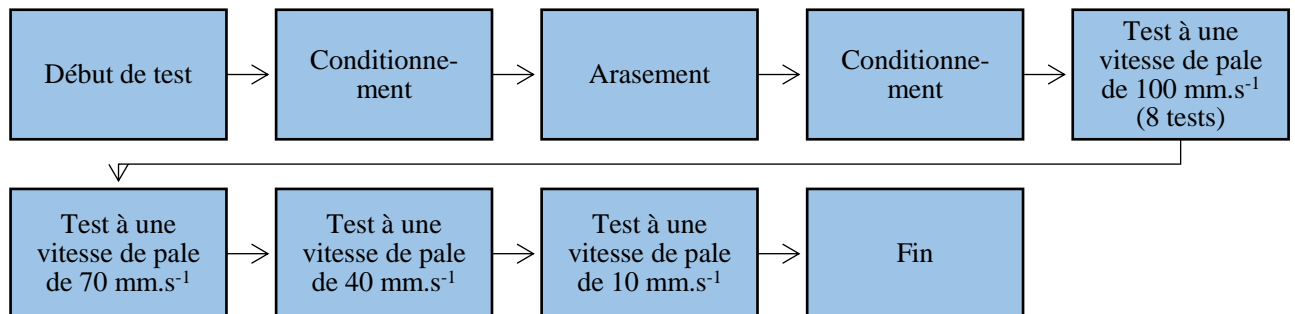 Début de test
Conditionne-
ment
Arasement
Conditionne-
ment
Test à une
vitesse de pale
de 100 mm.s⁻¹
(8 tests)
Test à une
vitesse de pale
de 70 mm.s⁻¹
Test à une
vitesse de pale
de 40 mm.s⁻¹
Test à une
vitesse de pale
de 10 mm.s⁻¹
Fin